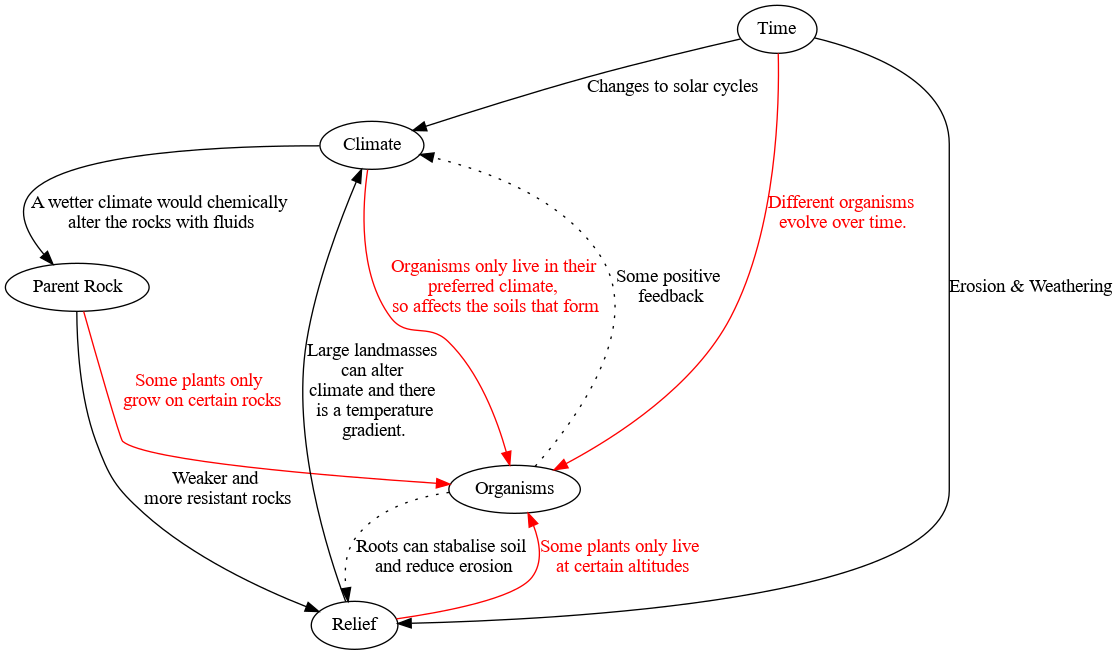 Time
Changes to solar cycles
Climate
A wetter climate would chemically
alter the rocks with fluids
Different organisms
evolve over time.
Organisms only live in their
preferred climate,
so affects the soils that form
Some positive
feedback
Parent Rock
Erosion & Weathering
Large landmasses
can alter
climate and there
is a temperature
gradient.
Some plants only
grow on certain rocks
Weaker and
more resistant rocks
Organisms
Roots can stabalise soil
and reduce erosion
Some plants only live
at certain altitudes
Relief